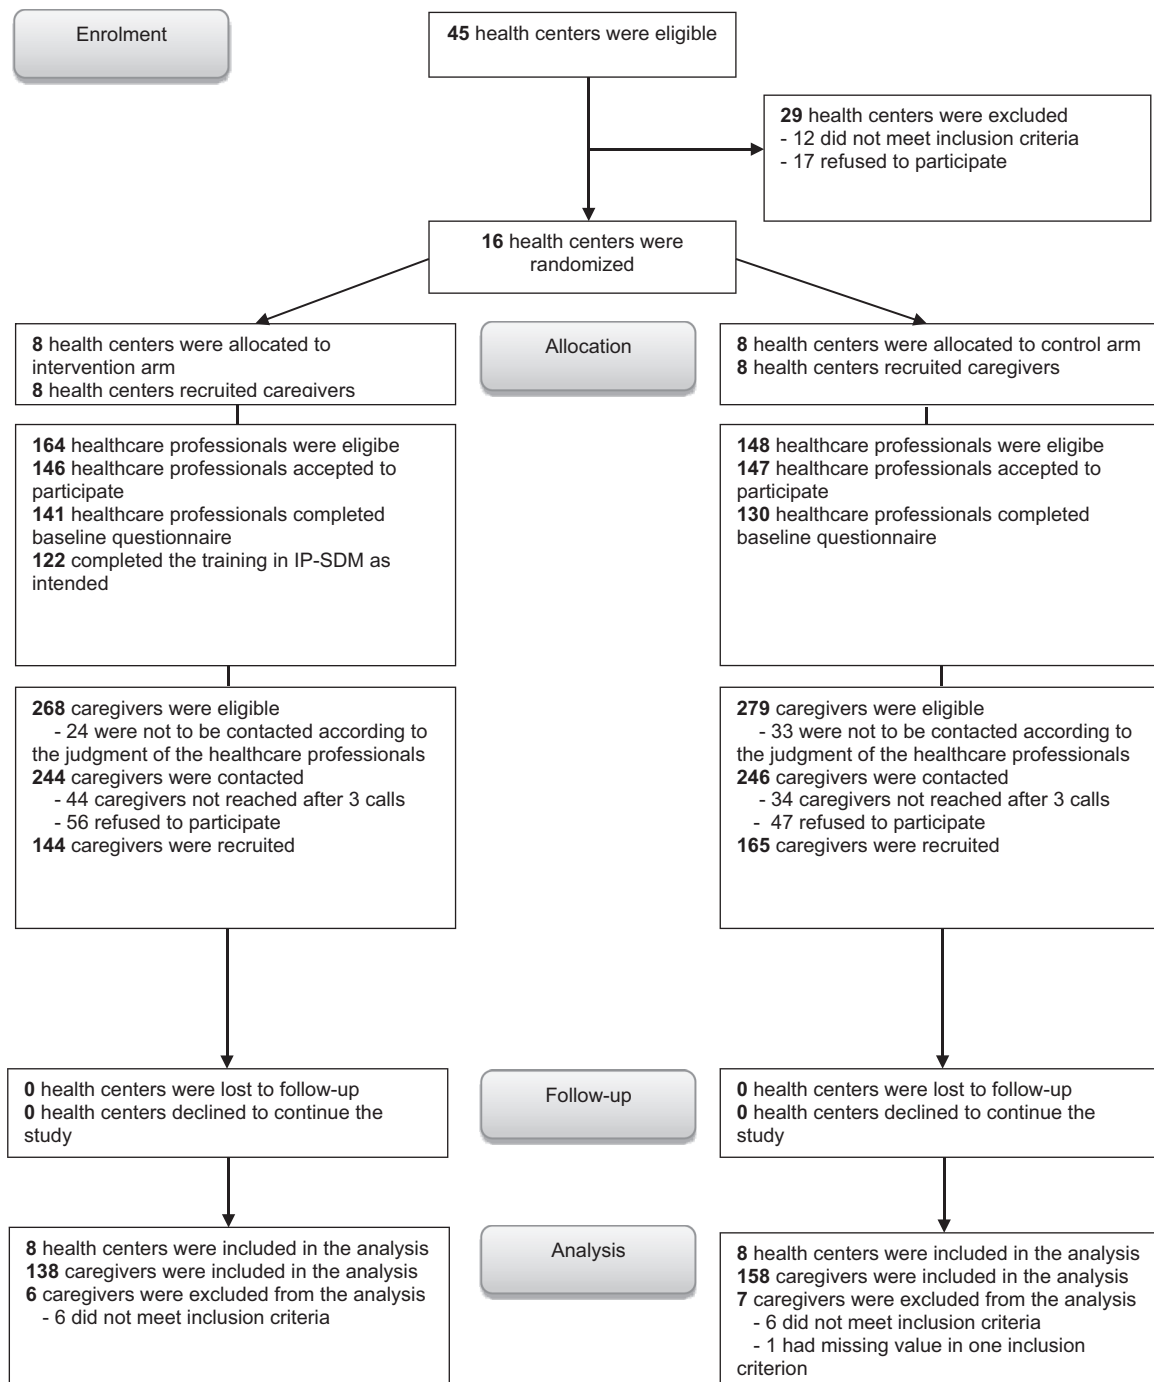 Enrolment
45 health centers were eligible
29 health centers were excluded
- 12 did not meet inclusion criteria
- 17 refused to participate
16 health centers were
randomized
8 health centers were allocated to
intervention arm
8 health centers recruited caregivers
Allocation
8 health centers were allocated to control arm
8 health centers recruited caregivers
164 healthcare professionals were eligibe
146 healthcare professionals accepted to
participate
141 healthcare professionals completed
baseline questionnaire
122 completed the training in IP-SDM as
intended
148 healthcare professionals were eligibe
147 healthcare professionals accepted to
participate
130 healthcare professionals completed
baseline questionnaire
268 caregivers were eligible
- 24 were not to be contacted according to
the judgment of the healthcare professionals
244 caregivers were contacted
- 44 caregivers not reached after 3 calls
- 56 refused to participate
144 caregivers were recruited
279 caregivers were eligible
- 33 were not to be contacted according to
the judgment of the healthcare professionals
246 caregivers were contacted
- 34 caregivers not reached after 3 calls
- 47 refused to participate
165 caregivers were recruited
0 health centers were lost to follow-up
0 health centers declined to continue the
study
Follow-up
0 health centers were lost to follow-up
0 health centers declined to continue the
study
8 health centers were included in the analysis
138 caregivers were included in the analysis
6 caregivers were excluded from the analysis
- 6 did not meet inclusion criteria
Analysis
8 health centers were included in the analysis
158 caregivers were included in the analysis
7 caregivers were excluded from the analysis
- 6 did not meet inclusion criteria
- 1 had missing value in one inclusion
criterion